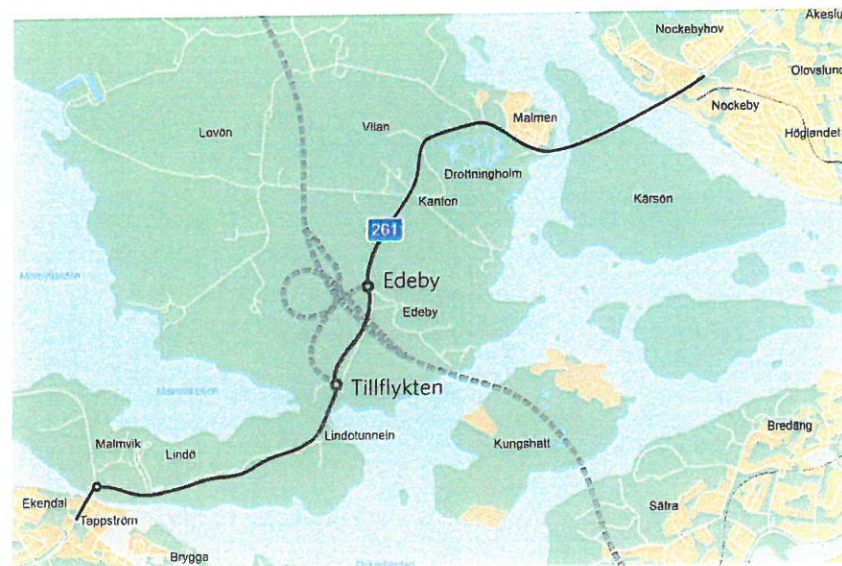 Åkeslu
Nockebyhov
Olovslund
Nockeby
Malmen
Vilan
Lovön
Höglandet
Drottningholm
Kanton
Kärsön
261
Edeby
Edeby
Tillflykten
Bredäng
Malmvik
Lindö
Lindötunneln
Kungshatt
Sätra
Ekendal
Tappström
Brygga